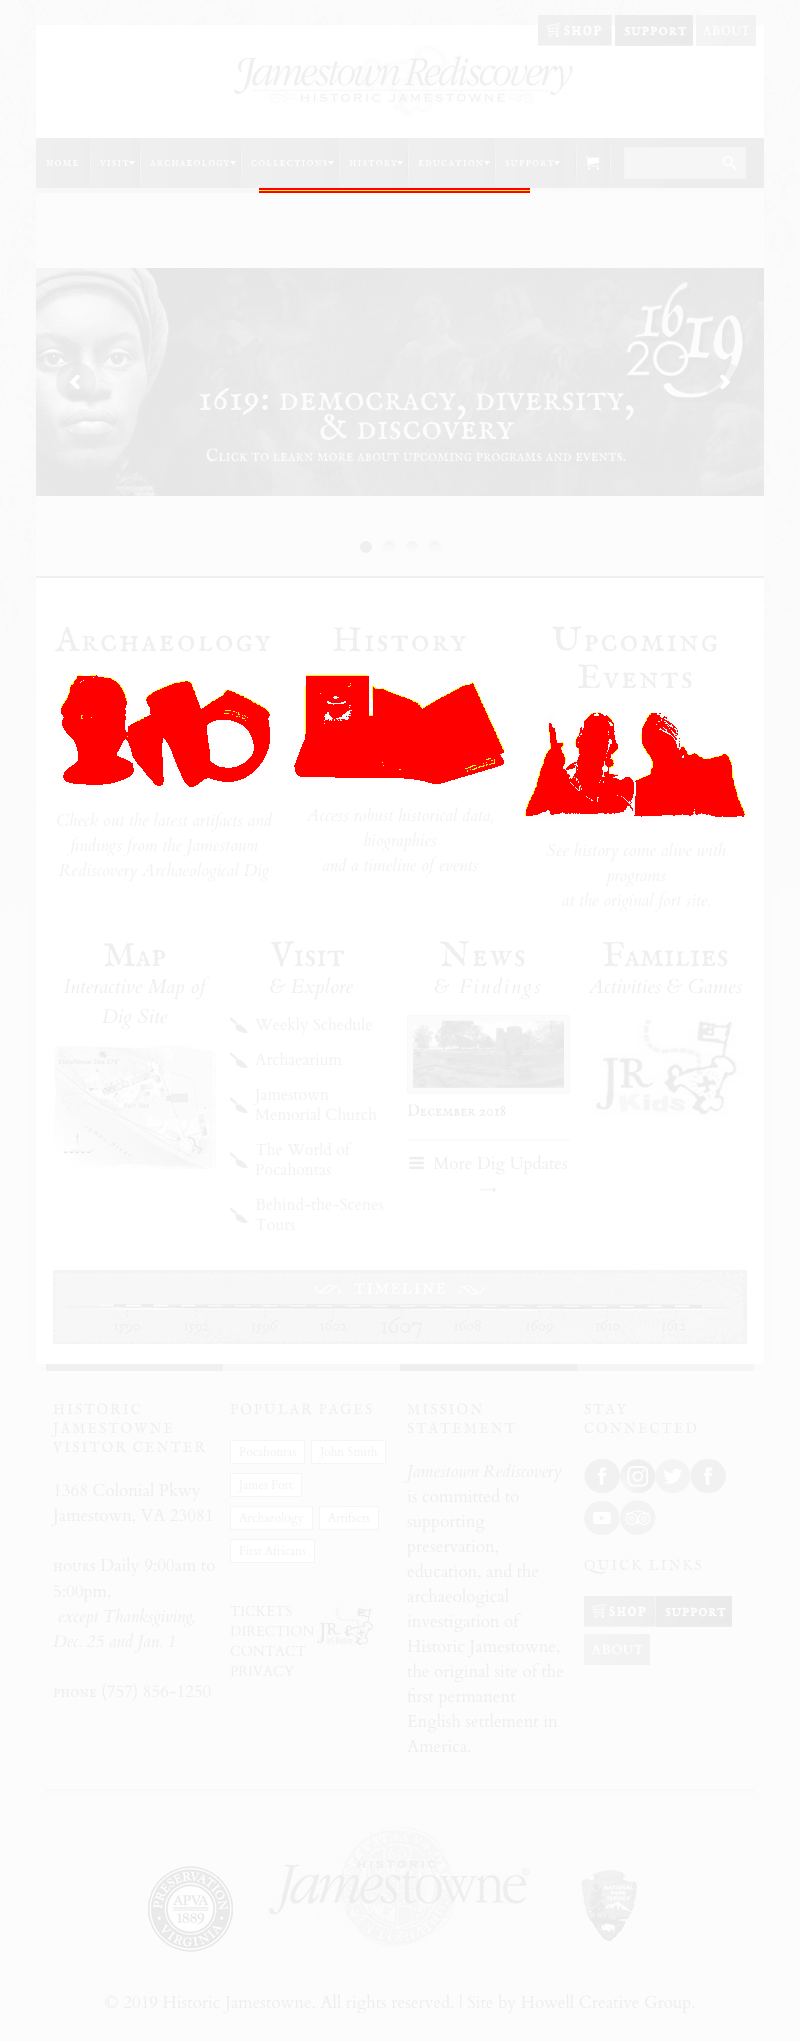 SHOP SUPPORT ABOUT
Jamestown Rediscovery
HISTORIC JAMESTOWNE
HOME VISIT ARCHAEOLOGY COLLECTIONS HISTORY EDUCATION SUPPORT
1619
2019
1619: DEMOCRACY, DIVERSITY,
& DISCOVERY
CLICK TO LEARN MORE ABOUT UPCOMING PROGRAMS AND EVENTS.
ARCHAEOLOGY
Check out the latest artifacts and
findings from the Jamestown
Rediscovery Archaeological Dig
HISTORY
Access robust historical data,
biographies
and a timeline of events
UPCOMING
EVENTS
See history come alive with
programs
at the original fort site.
MAP
Interactive Map of
Dig Site
VISIT
& Explore
Weekly Schedule
Archaearium
Jamestown
Memorial Church
The World of
Pocahontas
Behind-the-Scenes
Tours
NEWS
& Findings
DECEMBER 2018
More Dig Updates
→
FAMILIES
Activities & Games
JR
Kids
TIMELINE
1590 1592 1596 1602 1607 1608 1609 1610 1612
HISTORIC
JAMESTOWNE
VISITOR CENTER
1368 Colonial Pkwy
Jamestown, VA 23081
HOURS Daily 9:00am to
5:00pm,
except Thanksgiving,
Dec. 25 and Jan. 1
PHONE (757) 856-1250
POPULAR PAGES
Pocahontas John Smith
James Fort
Archaeology Artifacts
First Africans
TICKETS
DIRECTION
CONTACT
PRIVACY
JR
MISSION
STATEMENT
Jamestown Rediscovery
is committed to
supporting
preservation,
education, and the
archaeological
investigation of
Historic Jamestowne,
the original site of the
first permanent
English settlement in
America.
STAY
CONNECTED
QUICK LINKS
SHOP SUPPORT
ABOUT
PRESERVATION
APVA
1889
VIRGINIA
HISTORIC
Jamestowne®
© 2019 Historic Jamestowne. All rights reserved. | Site by Howell Creative Group.